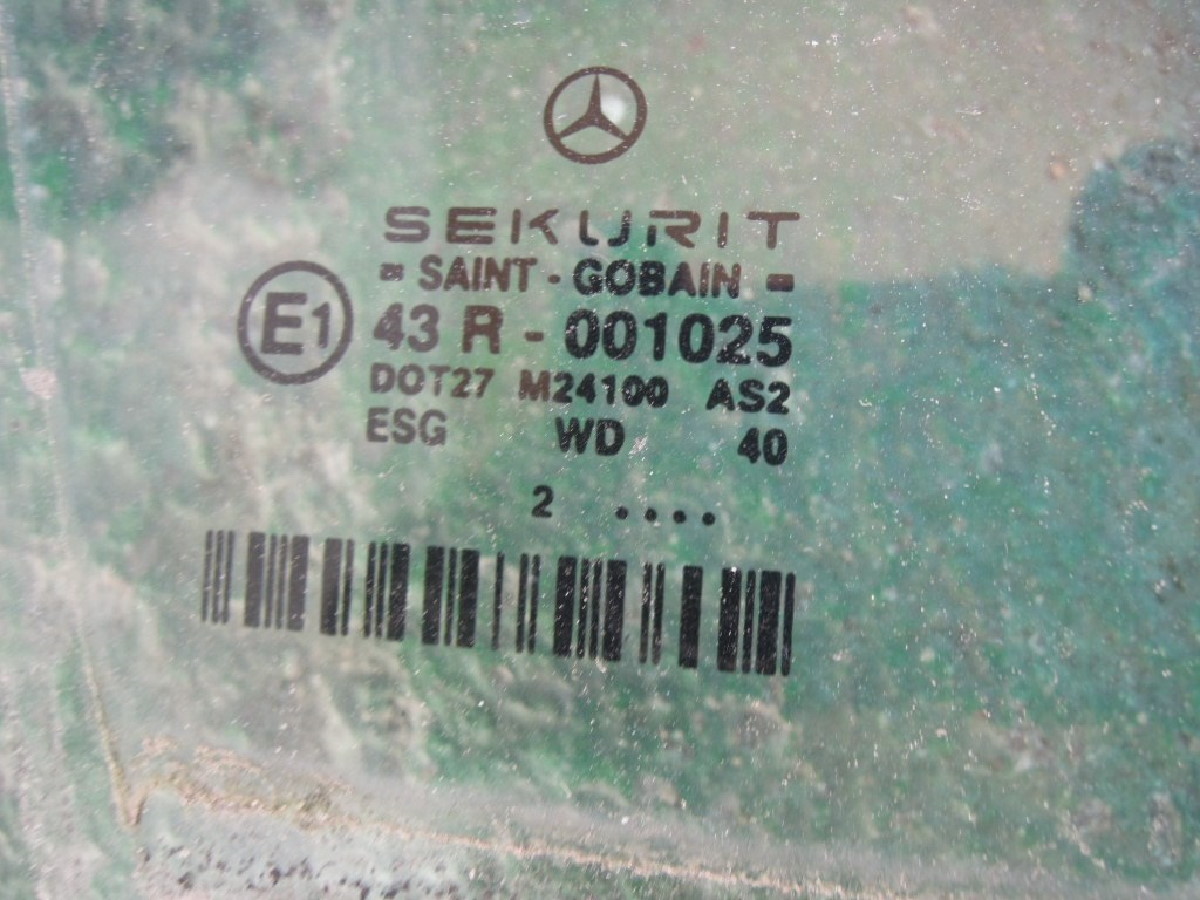 SEKURIT
SAINT - GOBAIN
E1 43 R - 001025
DOT27 M24100 AS2
ESG WD 40
2 ....